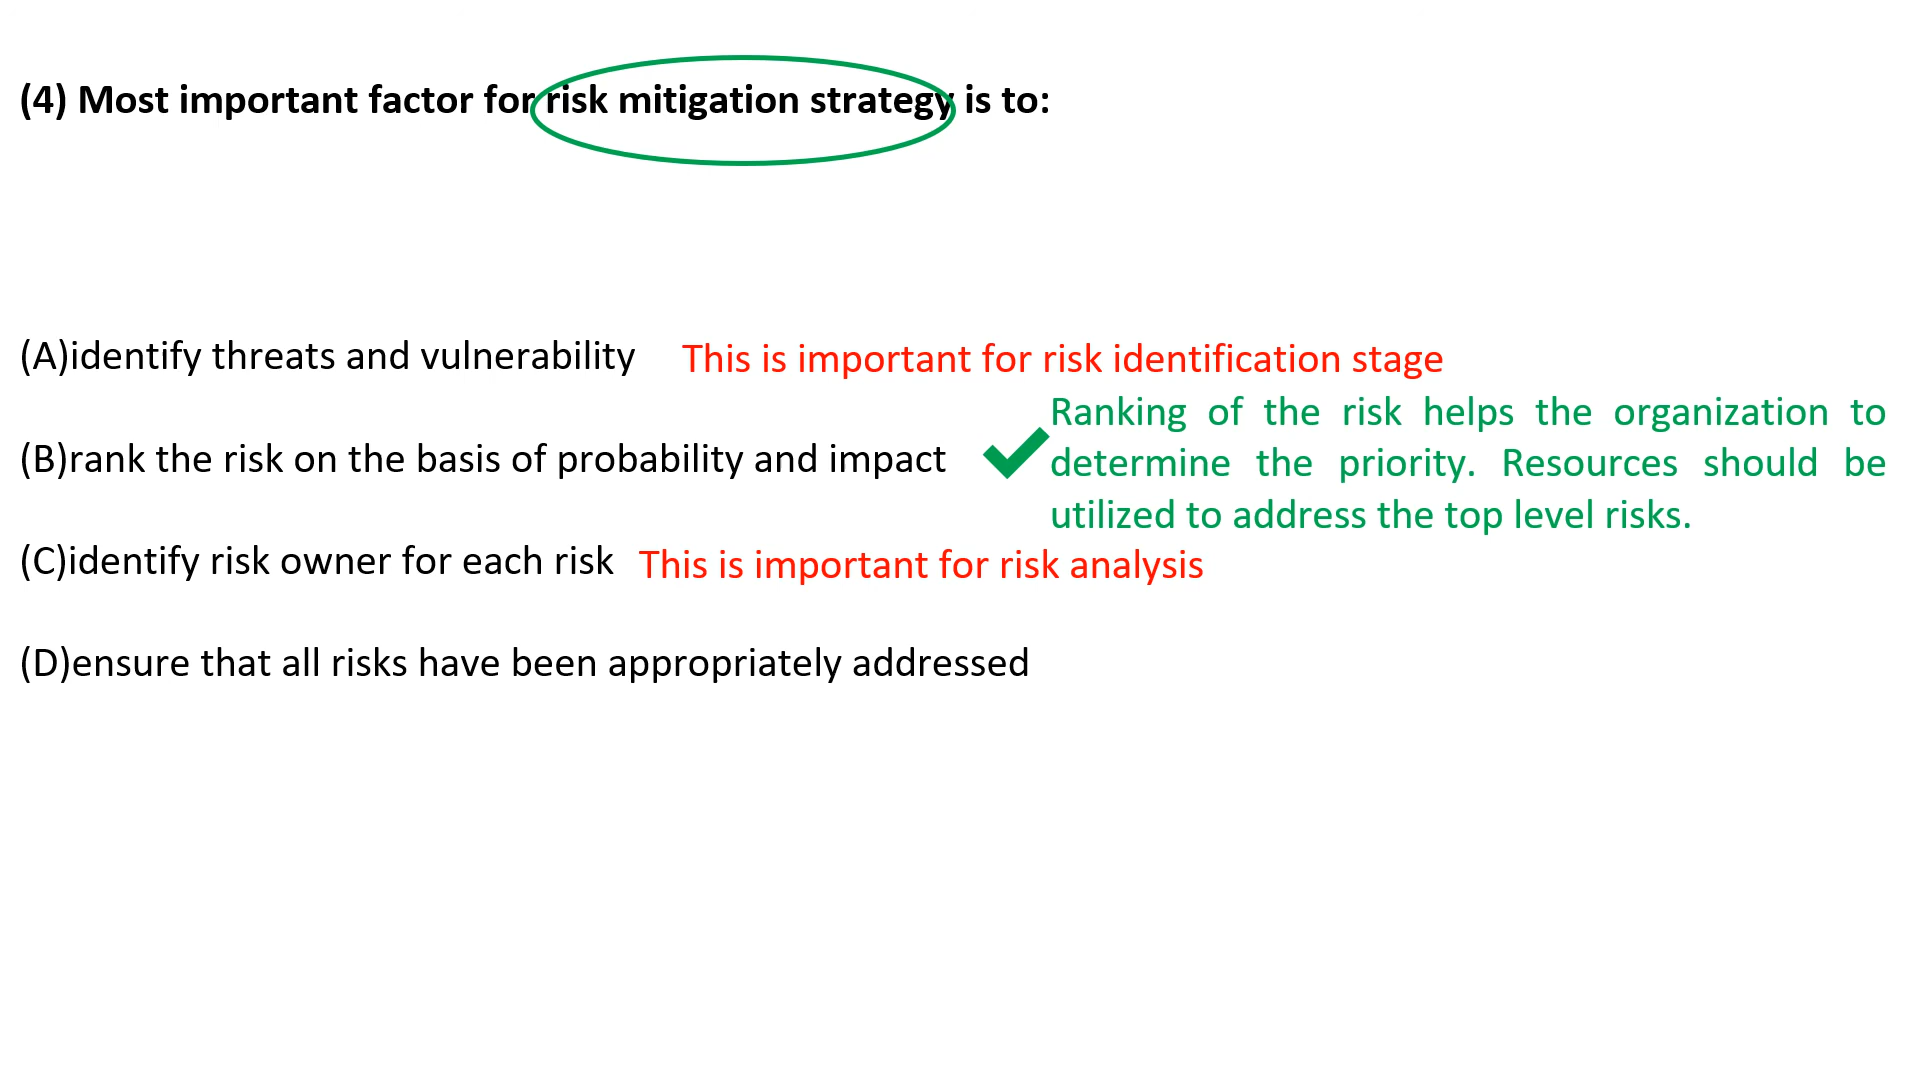 (4) Most important factor for risk mitigation strategy is to:
(A)identify threats and vulnerability This is important for risk identification stage
Ranking of the risk helps the organization to
(B)rank the risk on the basis of probability and impact determine the priority. Resources should be
utilized to address the top level risks.
(C)identify risk owner for each risk This is important for risk analysis
(D)ensure that all risks have been appropriately addressed